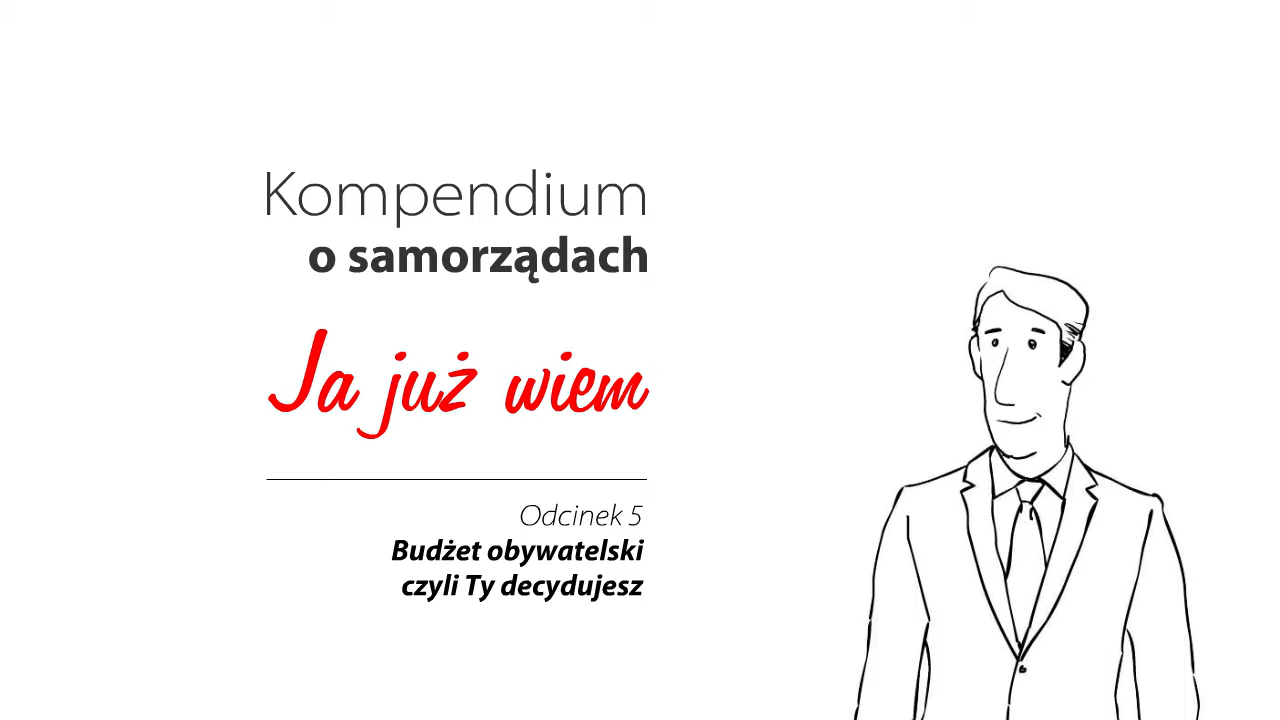 Kompendium
o samorządach
Ja już wiem
Odcinek 5
Budżet obywatelski
czyli Ty decydujesz